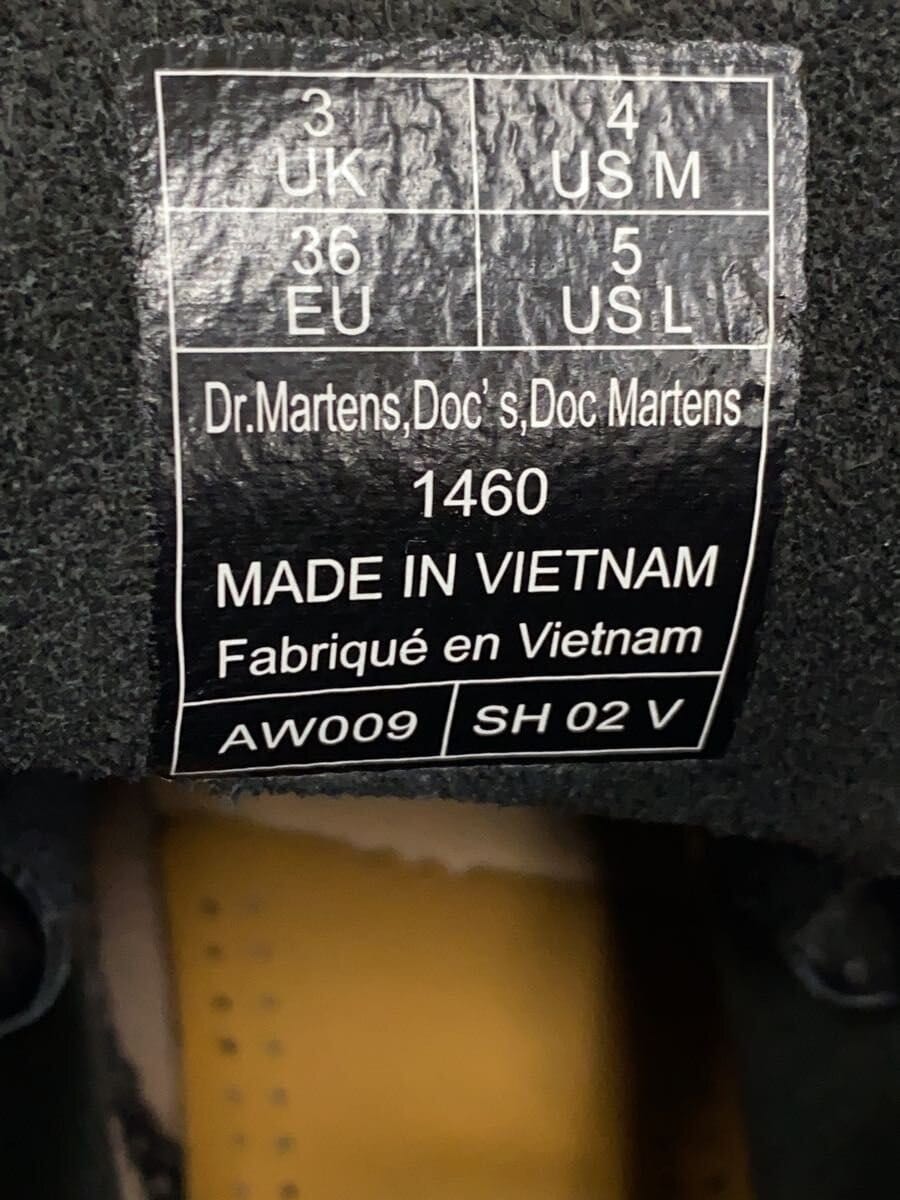 3 UK
4 US M
36 EU
5 US L
Dr.Martens,Doc's,Doc Martens
1460
MADE IN VIETNAM
Fabriqué en Vietnam
AW009
SH 02 V